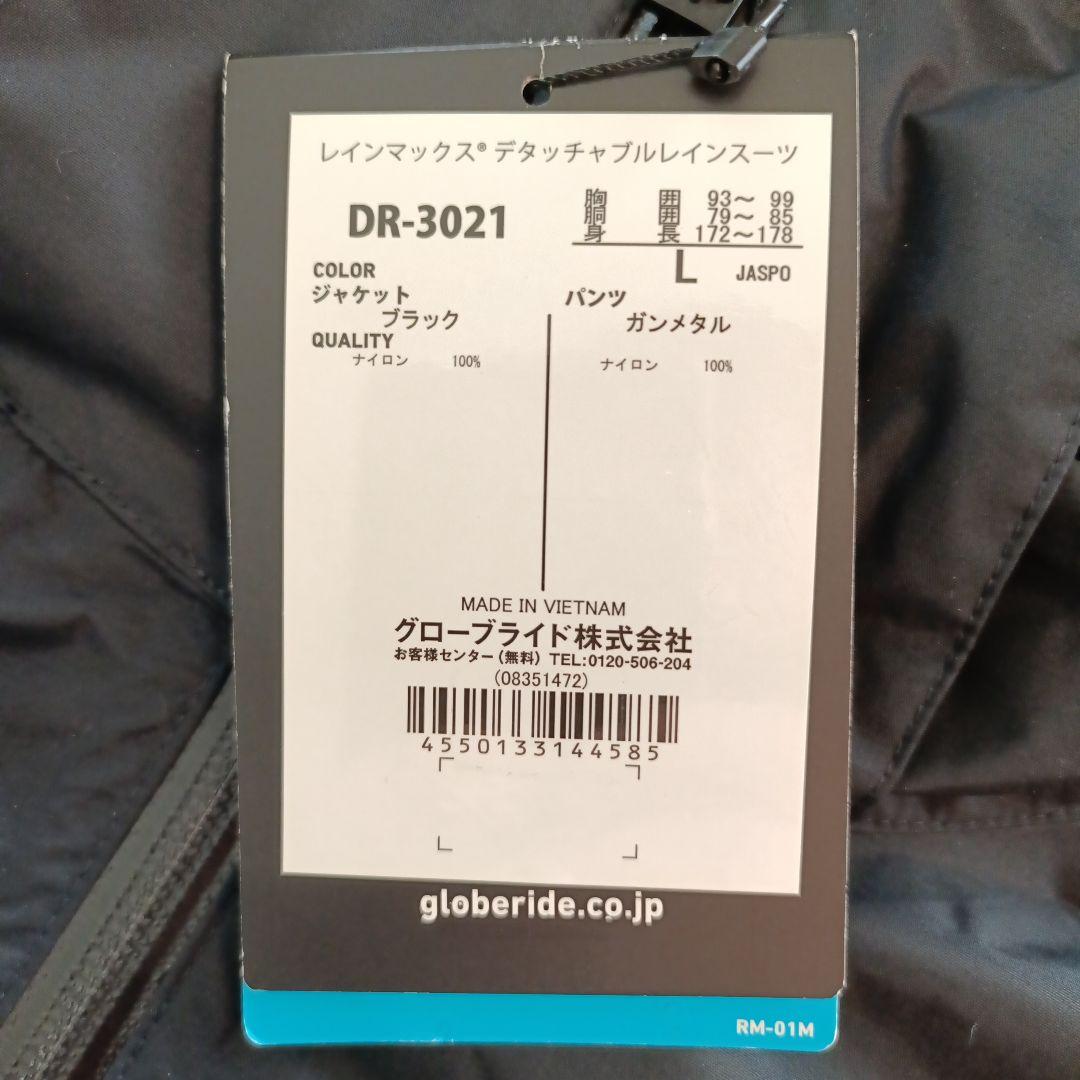 レインマックス® デタッチャブルレインスーツ
DR-3021
胸 囲 93～ 99
胴 囲 79～ 85
身 長 172～178
L JASPO
COLOR
ジャケット パンツ
ブラック ガンメタル
QUALITY
ナイロン 100% ナイロン 100%
MADE IN VIETNAM
グローブライド株式会社
お客様センター（無料） TEL:0120-506-204
(08351472)
4550133144585
globeride.co.jp
RM-01M